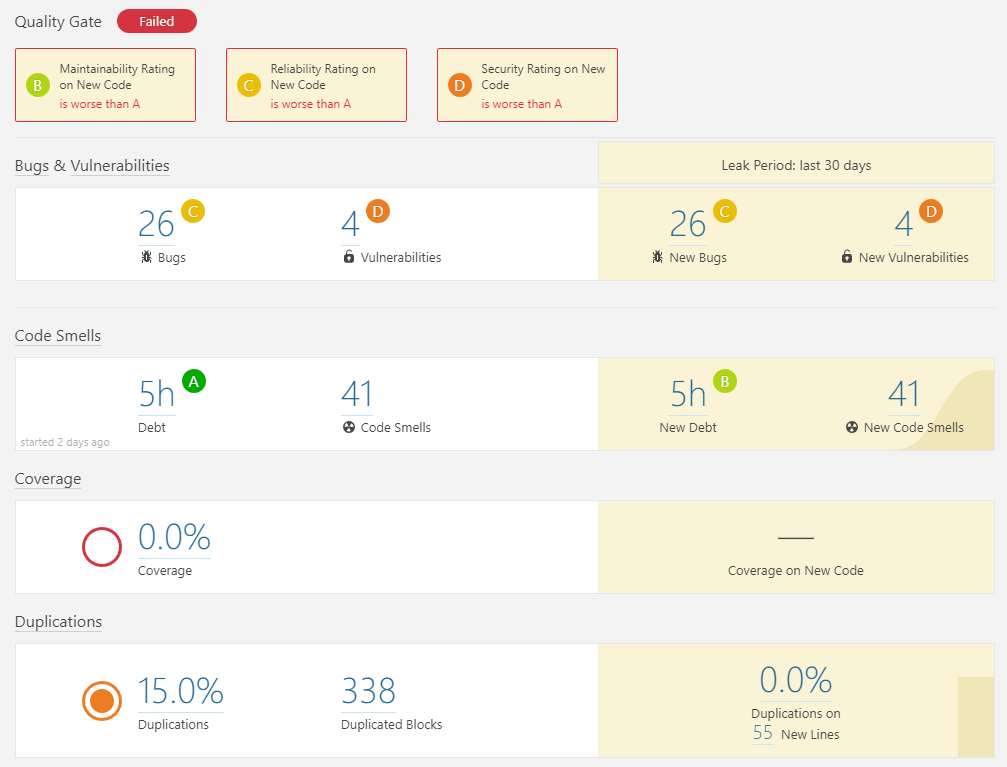 Quality Gate Failed
B Maintainability Rating on New Code is worse than A
C Reliability Rating on New Code is worse than A
D Security Rating on New Code is worse than A
Bugs & Vulnerabilities
Leak Period: last 30 days
26 C
Bugs
4 D
Vulnerabilities
26 C
New Bugs
4 D
New Vulnerabilities
Code Smells
5h A
Debt
41
Code Smells
started 2 days ago
5h B
New Debt
41
New Code Smells
Coverage
0.0%
Coverage
Coverage on New Code
Duplications
15.0%
Duplications
338
Duplicated Blocks
0.0%
Duplications on
55 New Lines